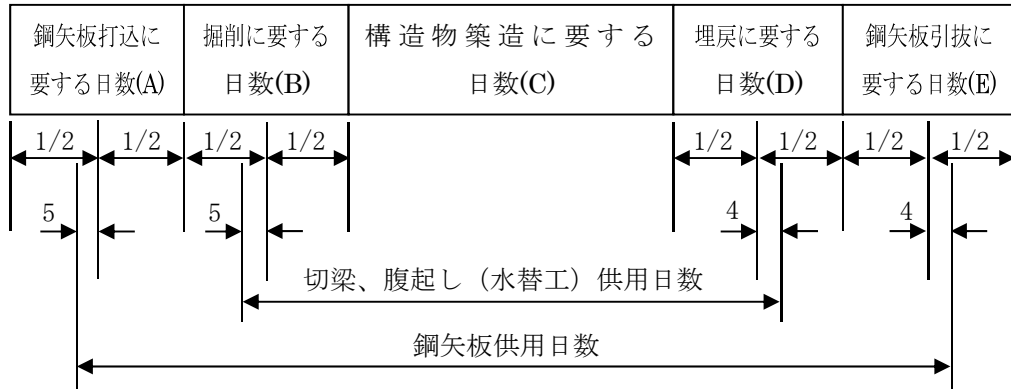 鋼矢板打込に
要する日数(A)
掘削に要する
日数(B)
構造物築造に要する
日数(C)
埋戻に要する
日数(D)
鋼矢板引抜に
要する日数(E)
1/2
1/2
1/2
1/2
1/2
1/2
1/2
1/2
5
5
4
4
切梁、腹起し（水替工）供用日数
鋼矢板供用日数